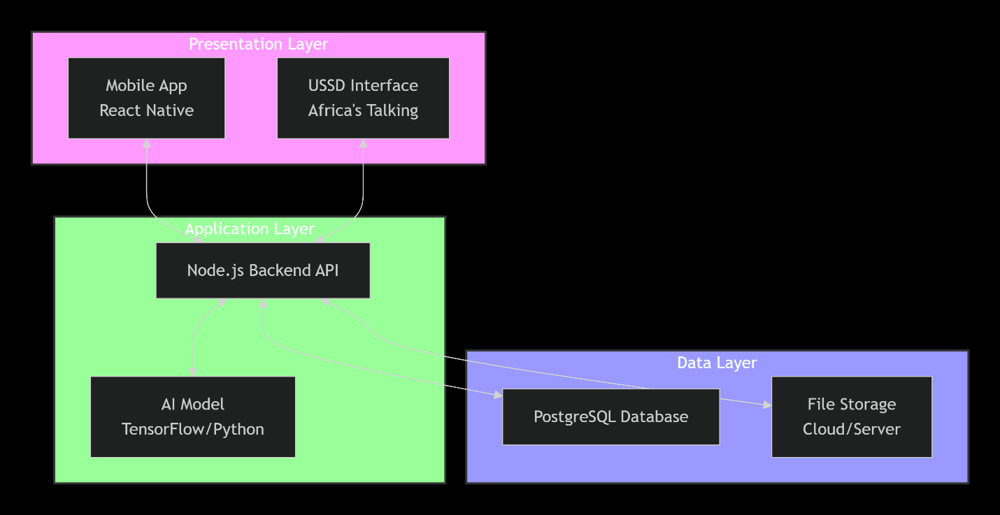 Presentation Layer
Mobile App
React Native
USSD Interface
Africa's Talking
Application Layer
Node.js Backend API
AI Model
TensorFlow/Python
Data Layer
PostgreSQL Database
File Storage
Cloud/Server